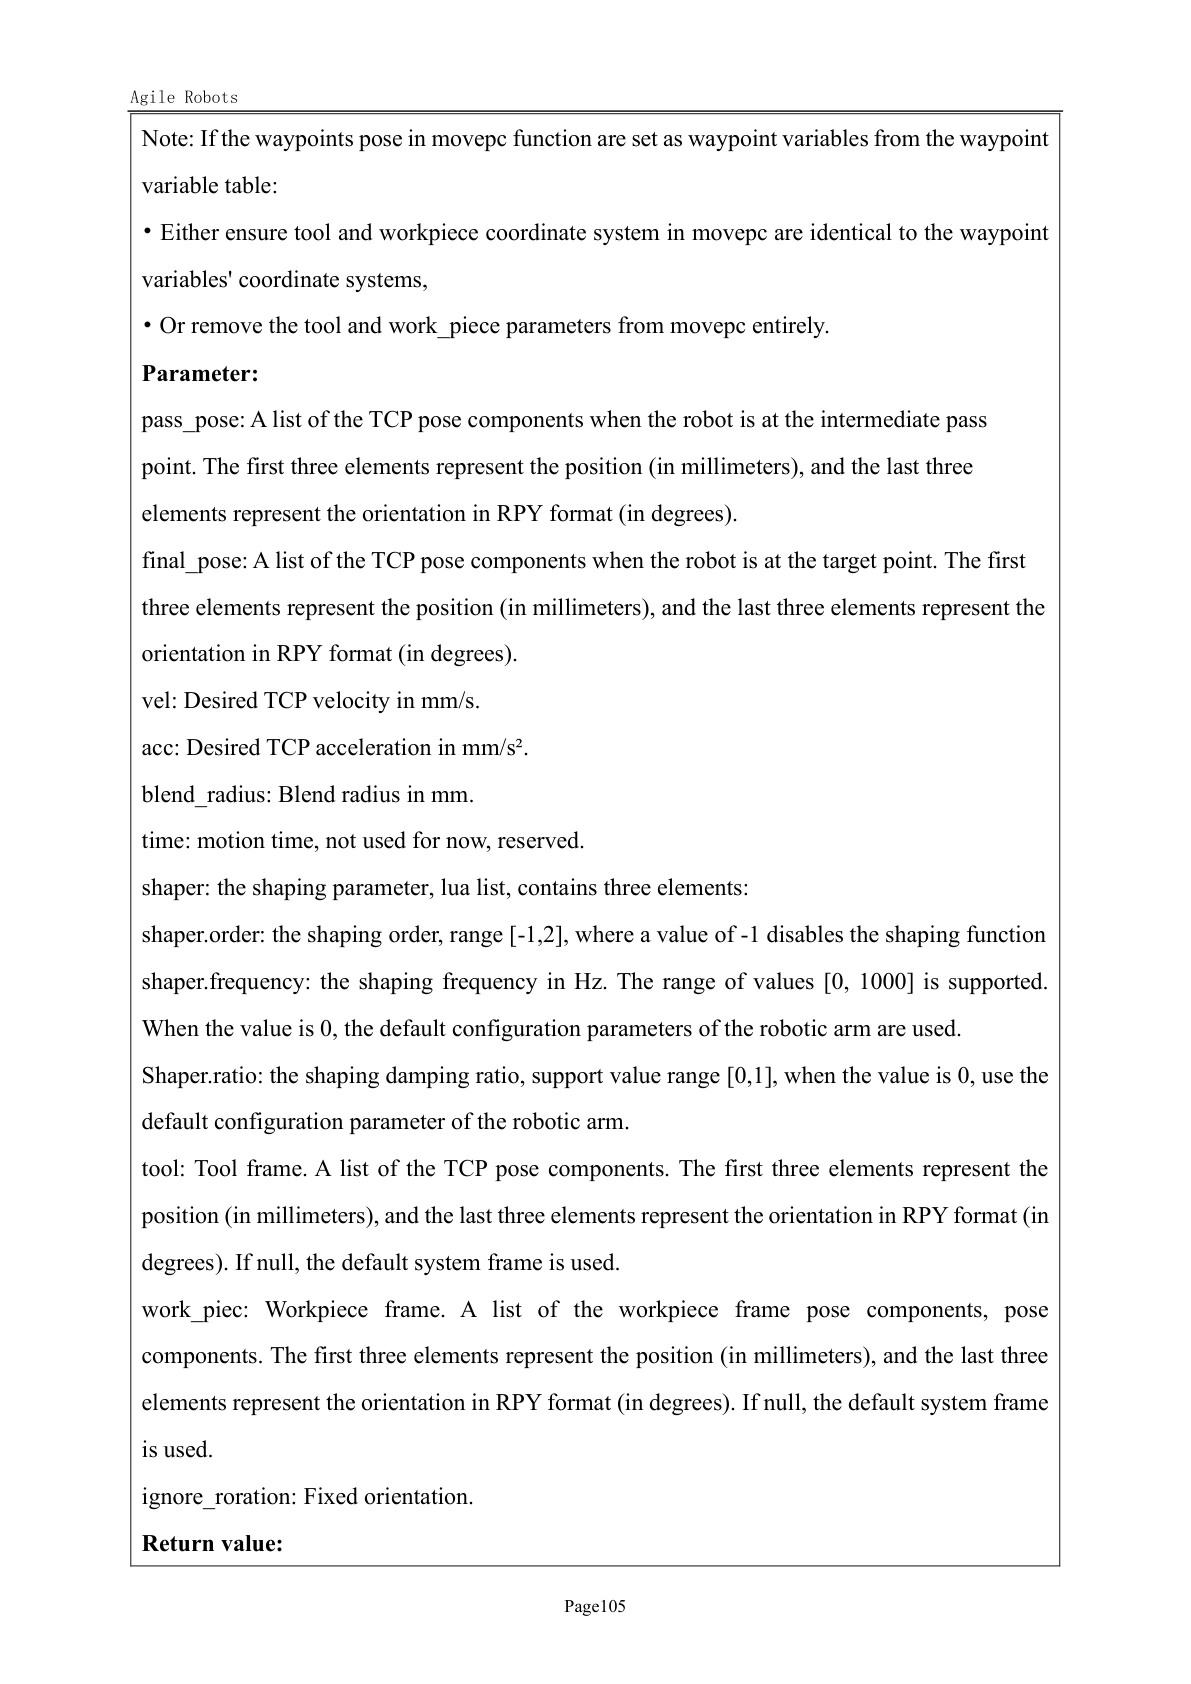 Agile Robots
Note: If the waypoints pose in movepc function are set as waypoint variables from the waypoint
variable table:
• Either ensure tool and workpiece coordinate system in movepc are identical to the waypoint
variables' coordinate systems,
• Or remove the tool and work_piece parameters from movepc entirely.
Parameter:
pass_pose: A list of the TCP pose components when the robot is at the intermediate pass
point. The first three elements represent the position (in millimeters), and the last three
elements represent the orientation in RPY format (in degrees).
final_pose: A list of the TCP pose components when the robot is at the target point. The first
three elements represent the position (in millimeters), and the last three elements represent the
orientation in RPY format (in degrees).
vel: Desired TCP velocity in mm/s.
acc: Desired TCP acceleration in mm/s².
blend_radius: Blend radius in mm.
time: motion time, not used for now, reserved.
shaper: the shaping parameter, lua list, contains three elements:
shaper.order: the shaping order, range [-1,2], where a value of -1 disables the shaping function
shaper.frequency: the shaping frequency in Hz. The range of values [0, 1000] is supported.
When the value is 0, the default configuration parameters of the robotic arm are used.
Shaper.ratio: the shaping damping ratio, support value range [0,1], when the value is 0, use the
default configuration parameter of the robotic arm.
tool: Tool frame. A list of the TCP pose components. The first three elements represent the
position (in millimeters), and the last three elements represent the orientation in RPY format (in
degrees). If null, the default system frame is used.
work_piec: Workpiece frame. A list of the workpiece frame pose components, pose
components. The first three elements represent the position (in millimeters), and the last three
elements represent the orientation in RPY format (in degrees). If null, the default system frame
is used.
ignore_roration: Fixed orientation.
Return value:
Page105